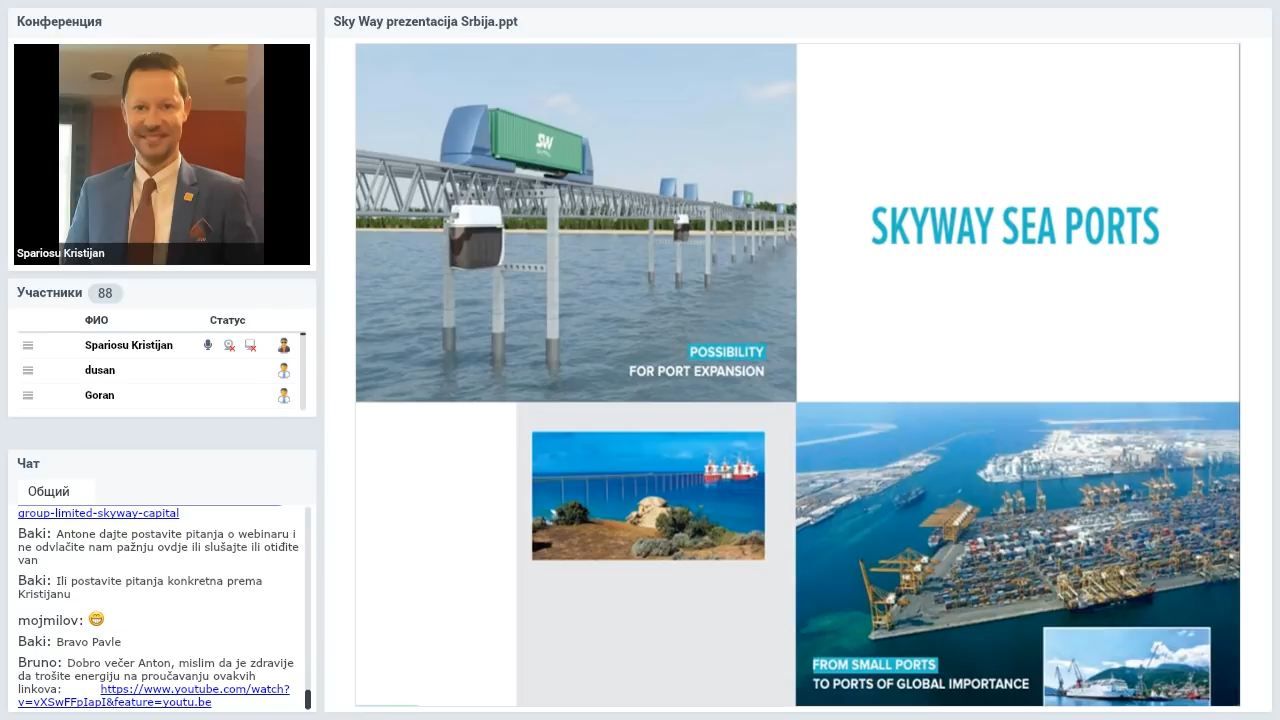 Конференция
Spariosu Kristijan
Участники 88
ФИО Статус
Spariosu Kristijan
dusan
Goran
Чат
Общий
group-limited-skyway-capital
Baki: Antone dajte postavite pitanja o webinaru i
ne odvlačite nam pažnju ovdje ili slušajte ili otiđite
van
Baki: Ili postavite pitanja konkretna prema
Kristijanu
mojmilov:
Baki: Bravo Pavle
Bruno: Dobro večer Anton, mislim da je zdravije
da trošite energiju na proučavanju ovakvih
linkova: https://www.youtube.com/watch?
v=vXSwFFpIapI&feature=youtu.be
Sky Way prezentacija Srbija.ppt
SW
POSSIBILITY
FOR PORT EXPANSION
SKYWAY SEA PORTS
FROM SMALL PORTS
TO PORTS OF GLOBAL IMPORTANCE